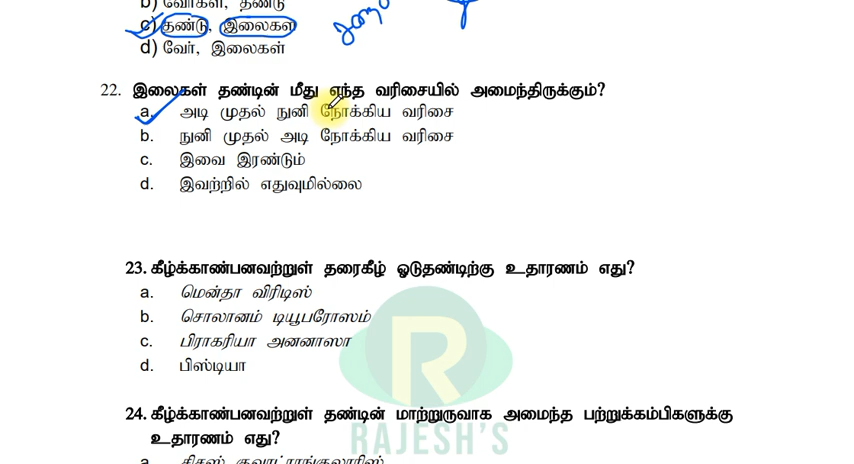 b) வேர்கள், தண்டு
c) தண்டு, இலைகள்
d) வேர், இலைகள்
22. இலைகள் தண்டின் மீது எந்த வரிசையில் அமைந்திருக்கும்?
a. அடி முதல் நுனி நோக்கிய வரிசை
b. நுனி முதல் அடி நோக்கிய வரிசை
c. இவை இரண்டும்
d. இவற்றில் எதுவுமில்லை
23. கீழ்க்காண்பனவற்றுள் தரைகீழ் ஓடுதண்டிற்கு உதாரணம் எது?
a. மென்தா விரிடிஸ்
b. சொலானம் டியூபரோஸம்
c. பிராகரியா அனனாஸா
d. பிஸ்டியா
24. கீழ்க்காண்பனவற்றுள் தண்டின் மாற்றுருவாக அமைந்த பற்றுக்கம்பிகளுக்கு
உதாரணம் எது?
a. சிசஸ் குவாட்ராங்குலாரிஸ்
R
RAJESH'S